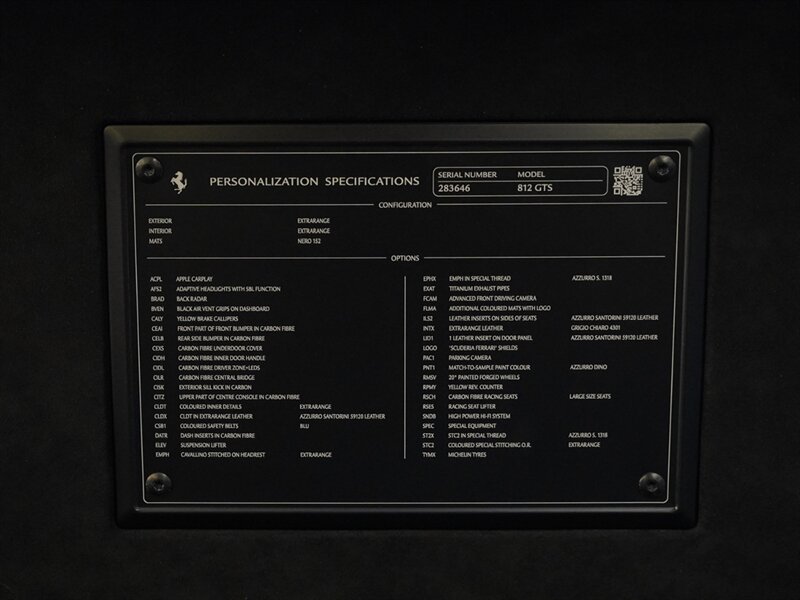 PERSONALIZATION SPECIFICATIONS
SERIAL NUMBER MODEL
283646 812 GTS
CONFIGURATION
EXTERIOR EXTRARANGE
INTERIOR EXTRARANGE
MATS NERO 152
OPTIONS
ACPL APPLE CARPLAY
AFS2 ADAPTIVE HEADLUGHTS WITH SBL FUNCTION
BRAD BACK RADAR
BVEN BLACK AIR VENT GRIPS ON DASHBOARD
CALY YELLOW BRAKE CALLIPERS
CEAI FRONT PART OF FRONT BUMPER IN CARBON FIBRE
CELB REAR SIDE BUMPER IN CARBON FIBRE
CEXS CARBON FIBRE UNDERDOOR COVER
CIDH CARBON FIBRE INNER DOOR HANDLE
CIDL CARBON FIBRE DRIVER ZONE+LEDS
CILR CARBON FIBRE CENTRAL BRIDGE
CISK EXTERIOR SILL KICK IN CARBON
CITZ UPPER PART OF CENTRE CONSOLE IN CARBON FIBRE
CLDT COLOURED INNER DETAILS EXTRARANGE
CLDX CLDT IN EXTRARANGE LEATHER AZZURRO SANTORINI 59120 LEATHER
CSB1 COLOURED SAFETY BELTS BLU
DATR DASH INSERTS IN CARBON FIBRE
ELEV SUSPENSION LIFTER
EMPH CAVALLINO STITCHED ON HEADREST EXTRARANGE
EPHX EMPH IN SPECIAL THREAD AZZURRO S. 1318
EXAT TITANIUM EXHAUST PIPES
FCAM ADVANCED FRONT DRIVING CAMERA
FLMA ADDITIONAL COLOURED MATS WITH LOGO
ILS2 LEATHER INSERTS ON SIDES OF SEATS AZZURRO SANTORINI 59120 LEATHER
INTX EXTRARANGE LEATHER GRIGIO CHIARO 4301
LID1 1 LEATHER INSERT ON DOOR PANEL AZZURRO SANTORINI 59120 LEATHER
LOGO "SCUDERIA FERRARI" SHIELDS
PAC1 PARKING CAMERA
PNT1 MATCH-TO-SAMPLE PAINT COLOUR AZZURRO DINO
RMSV 20" PAINTED FORGED WHEELS
RPMY YELLOW REV. COUNTER
RSCH CARBON FIBRE RACING SEATS LARGE SIZE SEATS
RSES RACING SEAT LIFTER
SNDB HIGH POWER HI-FI SYSTEM
SPEC SPECIAL EQUIPMENT
ST2X STC2 IN SPECIAL THREAD AZZURRO S. 1318
STC2 COLOURED SPECIAL STITCHING O.R. EXTRARANGE
TYMX MICHELIN TYRES